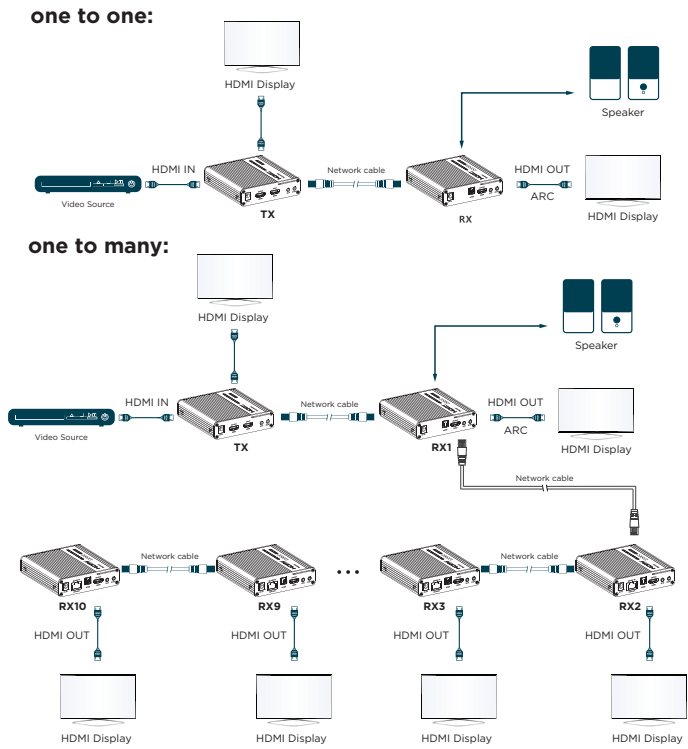 one to one:
HDMI Display
Speaker
HDMI IN
Network cable
HDMI OUT
ARC
Video Source
TX
RX
HDMI Display
one to many:
HDMI Display
Speaker
HDMI IN
Network cable
HDMI OUT
ARC
Video Source
TX
RX1
HDMI Display
Network cable
Network cable
...
Network cable
RX10
RX9
RX3
RX2
HDMI OUT
HDMI OUT
HDMI OUT
HDMI OUT
HDMI Display
HDMI Display
HDMI Display
HDMI Display